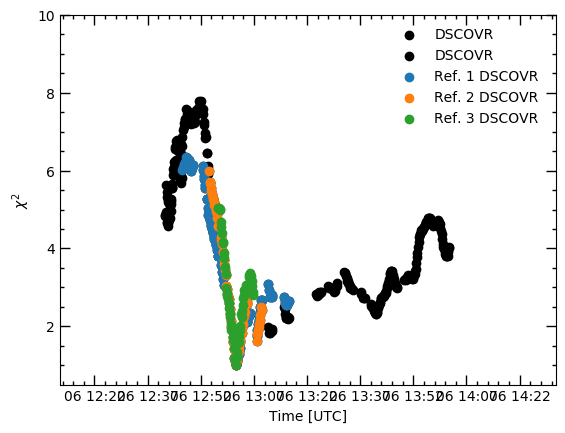 10
8
6
4
2
χ²
DSCOVR
DSCOVR
Ref. 1 DSCOVR
Ref. 2 DSCOVR
Ref. 3 DSCOVR
06 12:22 06 12:37 06 12:52 06 13:07 06 13:22 06 13:37 06 13:52 06 14:07 06 14:22
Time [UTC]